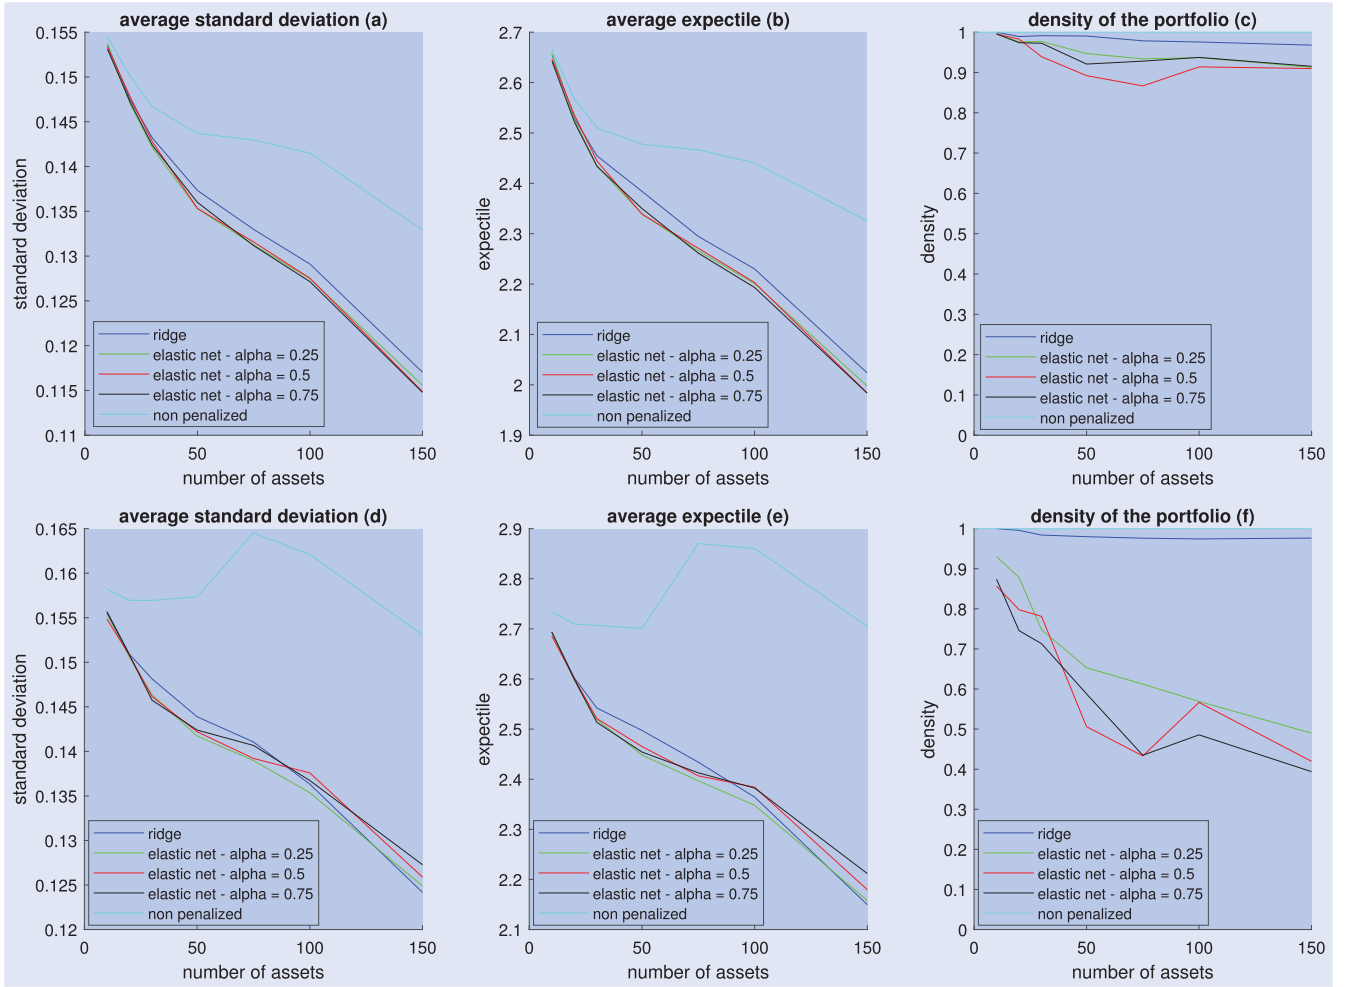 average standard deviation (a)
0.155
0.15
0.145
0.14
0.135
0.13
0.125
0.12
0.115
0.11
standard deviation
ridge
elastic net - alpha = 0.25
elastic net - alpha = 0.5
elastic net - alpha = 0.75
non penalized
0
50
100
150
number of assets
average expectile (b)
2.7
2.6
2.5
2.4
2.3
2.2
2.1
2
1.9
expectile
ridge
elastic net - alpha = 0.25
elastic net - alpha = 0.5
elastic net - alpha = 0.75
non penalized
0
50
100
150
number of assets
density of the portfolio (c)
1
0.9
0.8
0.7
0.6
0.5
0.4
0.3
0.2
0.1
0
density
ridge
elastic net - alpha = 0.25
elastic net - alpha = 0.5
elastic net - alpha = 0.75
non penalized
0
50
100
150
number of assets
average standard deviation (d)
0.165
0.16
0.155
0.15
0.145
0.14
0.135
0.13
0.125
0.12
standard deviation
ridge
elastic net - alpha = 0.25
elastic net - alpha = 0.5
elastic net - alpha = 0.75
non penalized
0
50
100
150
number of assets
average expectile (e)
2.9
2.8
2.7
2.6
2.5
2.4
2.3
2.2
2.1
expectile
ridge
elastic net - alpha = 0.25
elastic net - alpha = 0.5
elastic net - alpha = 0.75
non penalized
0
50
100
150
number of assets
density of the portfolio (f)
1
0.9
0.8
0.7
0.6
0.5
0.4
0.3
0.2
0.1
0
density
ridge
elastic net - alpha = 0.25
elastic net - alpha = 0.5
elastic net - alpha = 0.75
non penalized
0
50
100
150
number of assets